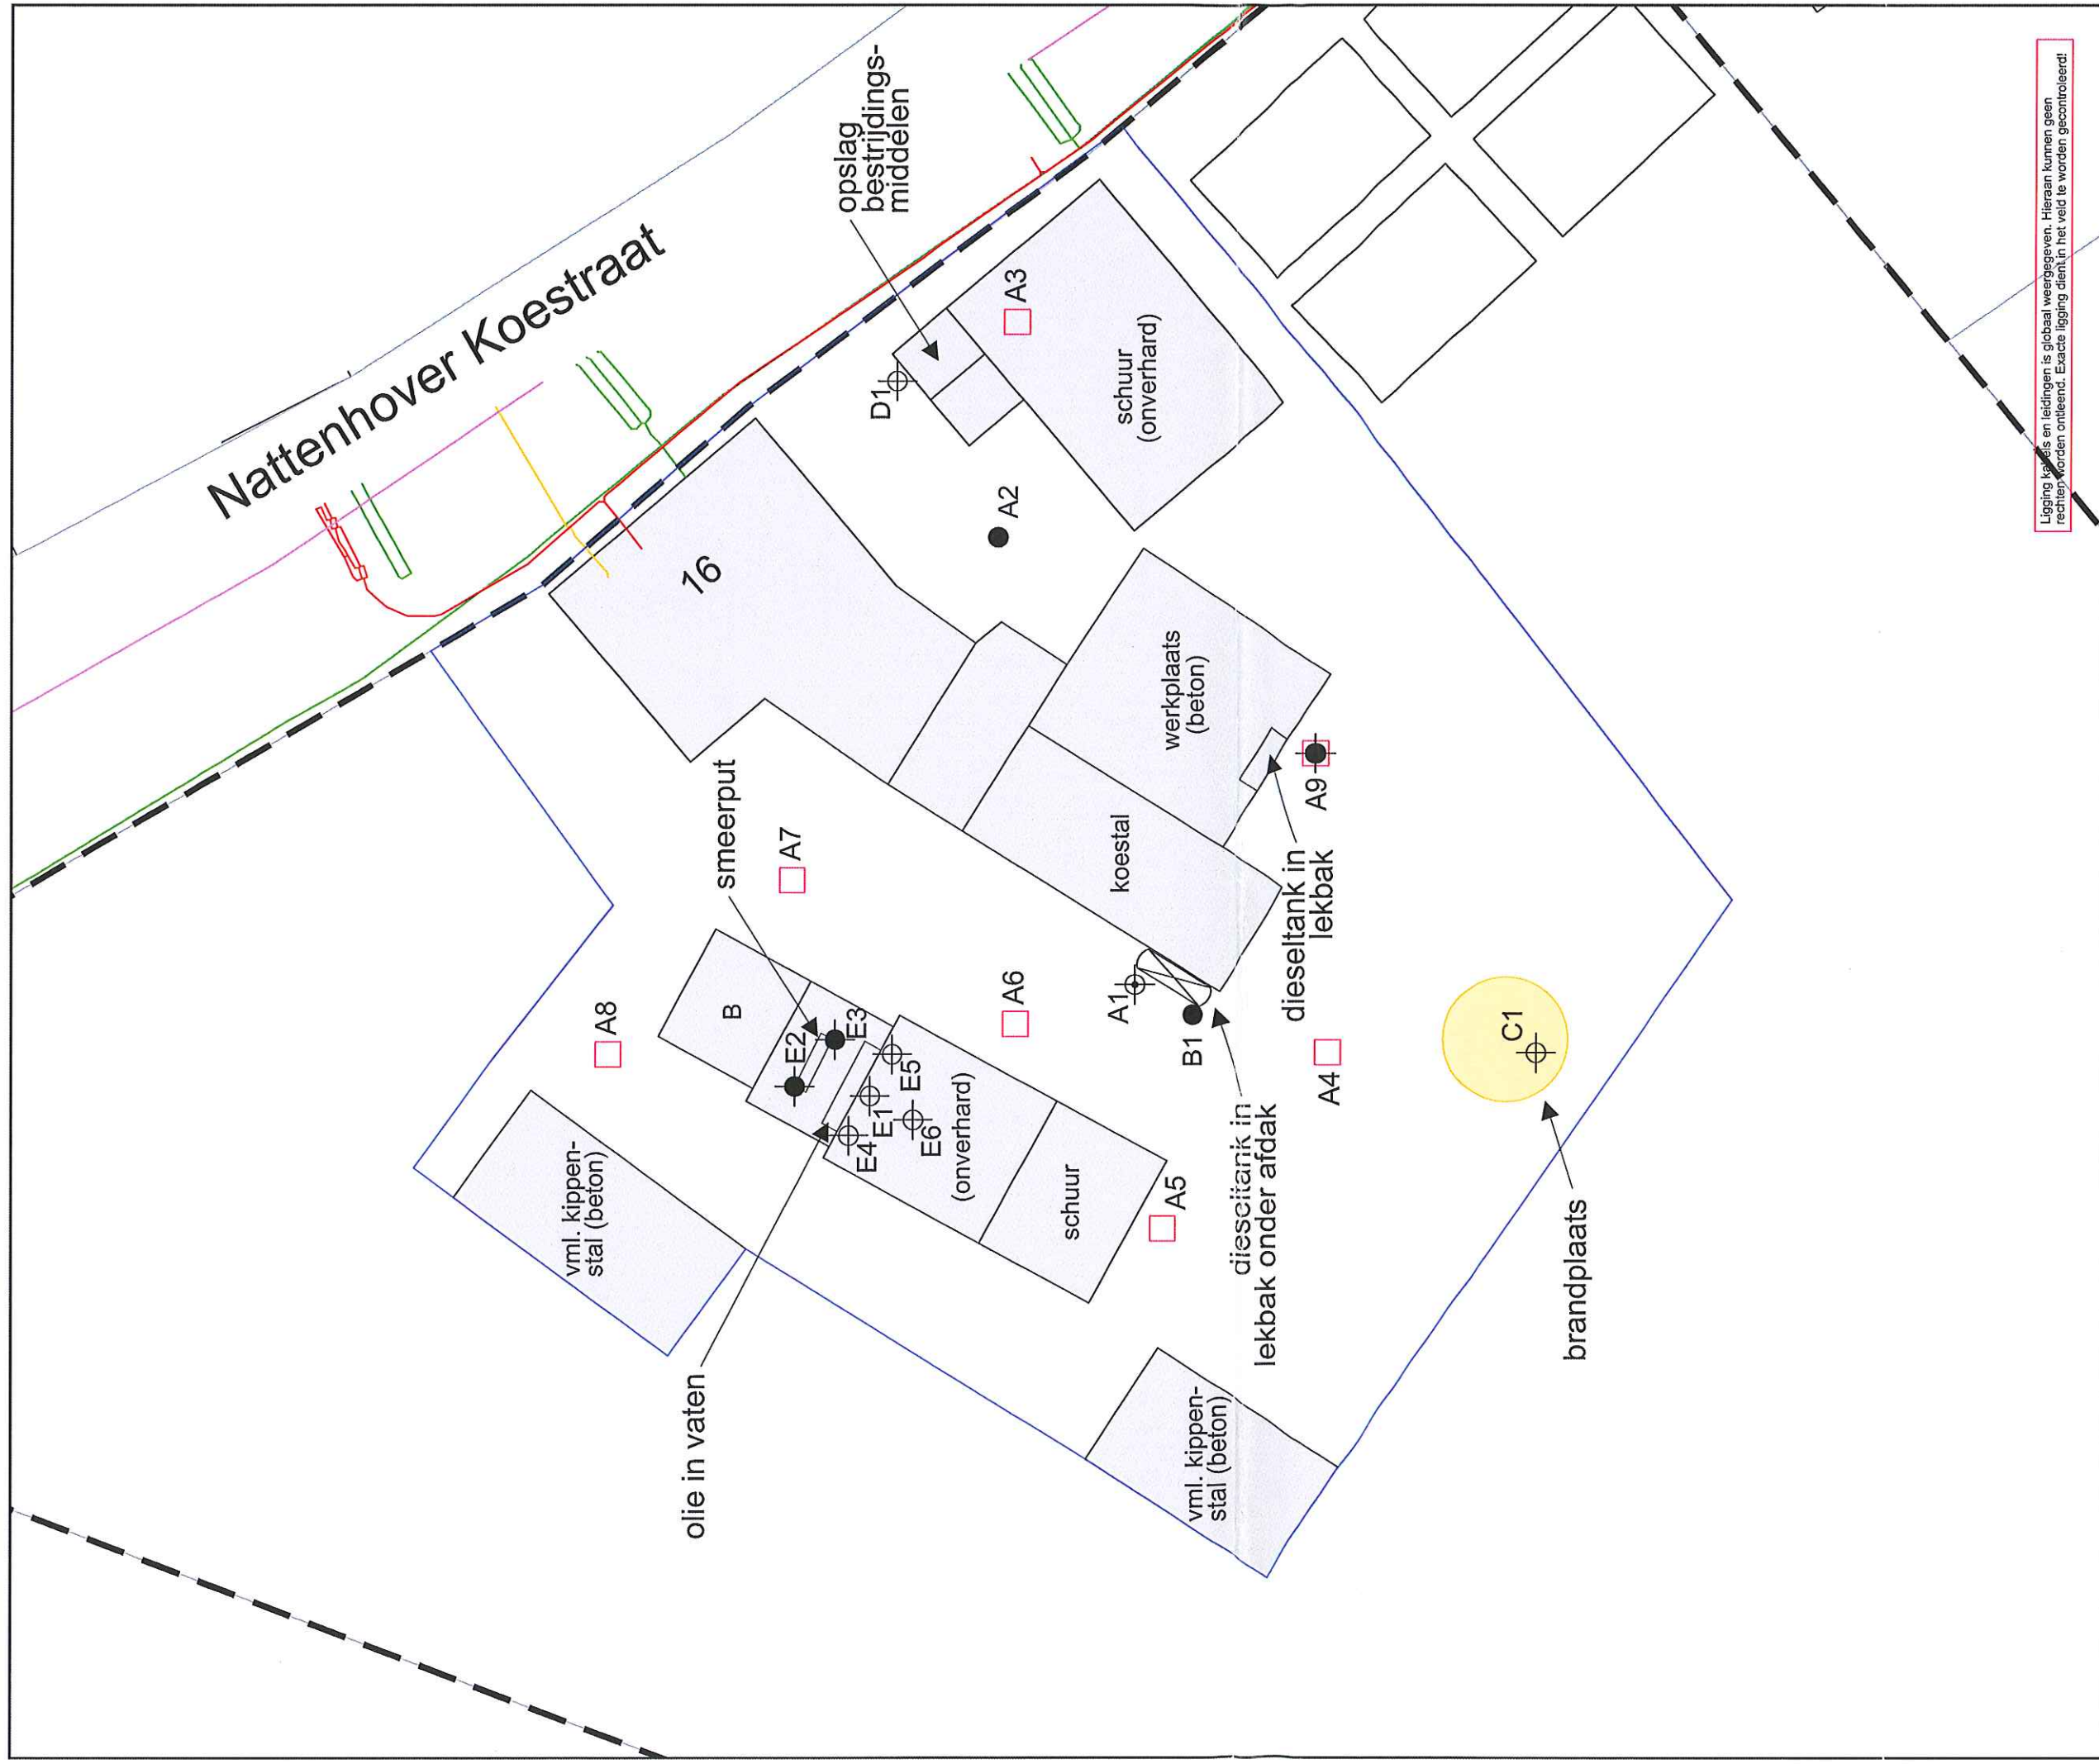 Nattenhover Koestraat
opslag
bestrijdings-
middelen
D1
A3
schuur
(onverhard)
16
A2
werkplaats
(beton)
A9
dieseltank in
lekbak
koestal
smeerput
A7
A8
B
E2
E3
E5
E1
E4
E6
(onverhard)
schuur
A6
A1
B1
A4
A5
dieseltank in
lekbak onder afdak
C1
brandplaats
vml. kippen-
stal (beton)
olie in vaten
vml. kippen-
stal (beton)
Ligging kabels en leidingen is globaal weergegeven. Hieraan kunnen geen
rechten worden ontleend. Exacte ligging dient in het veld te worden gecontroleerd!